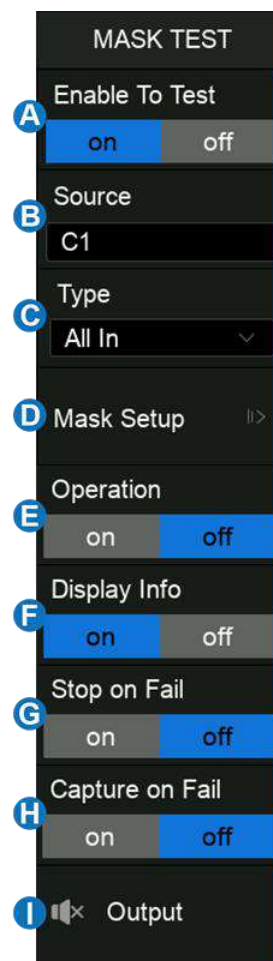 MASK TEST
Enable To Test
A
on off
Source
B
C1
Type
C
All In
D Mask Setup
Operation
E
on off
Display Info
F
on off
Stop on Fail
G
on off
Capture on Fail
H
on off
I Output